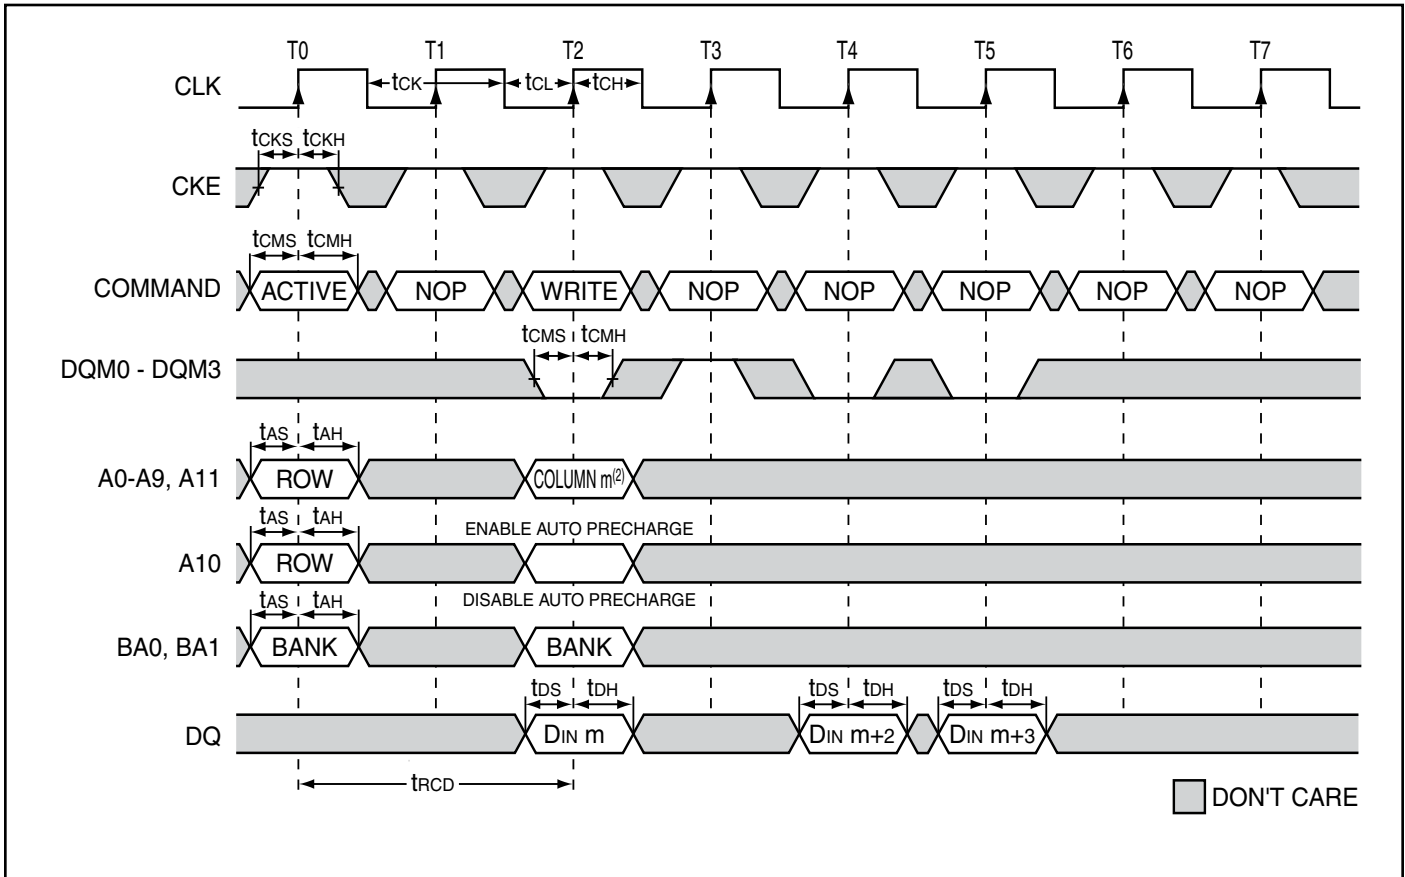 T0 T1 T2 T3 T4 T5 T6 T7
CLK tCK tCL tCH
tCKS tCKH
CKE
tCMS tCMH
COMMAND ACTIVE NOP WRITE NOP NOP NOP NOP NOP
tCMS tCMH
DQM0 - DQM3
tAS tAH
A0-A9, A11 ROW COLUMN m(2)
tAS tAH ENABLE AUTO PRECHARGE
A10 ROW
tAS tAH DISABLE AUTO PRECHARGE
BA0, BA1 BANK BANK
tDS tDH tDS tDH tDS tDH
DQ DIN m DIN m+2 DIN m+3
tRCD
DON'T CARE